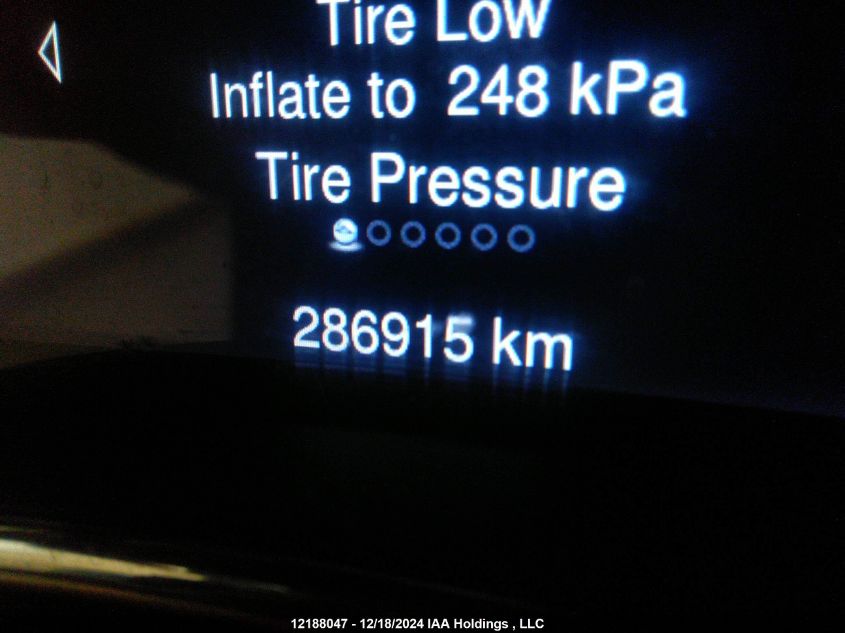 Tire Low
Inflate to 248 kPa
Tire Pressure
286915 km
12188047 - 12/18/2024 IAA Holdings , LLC